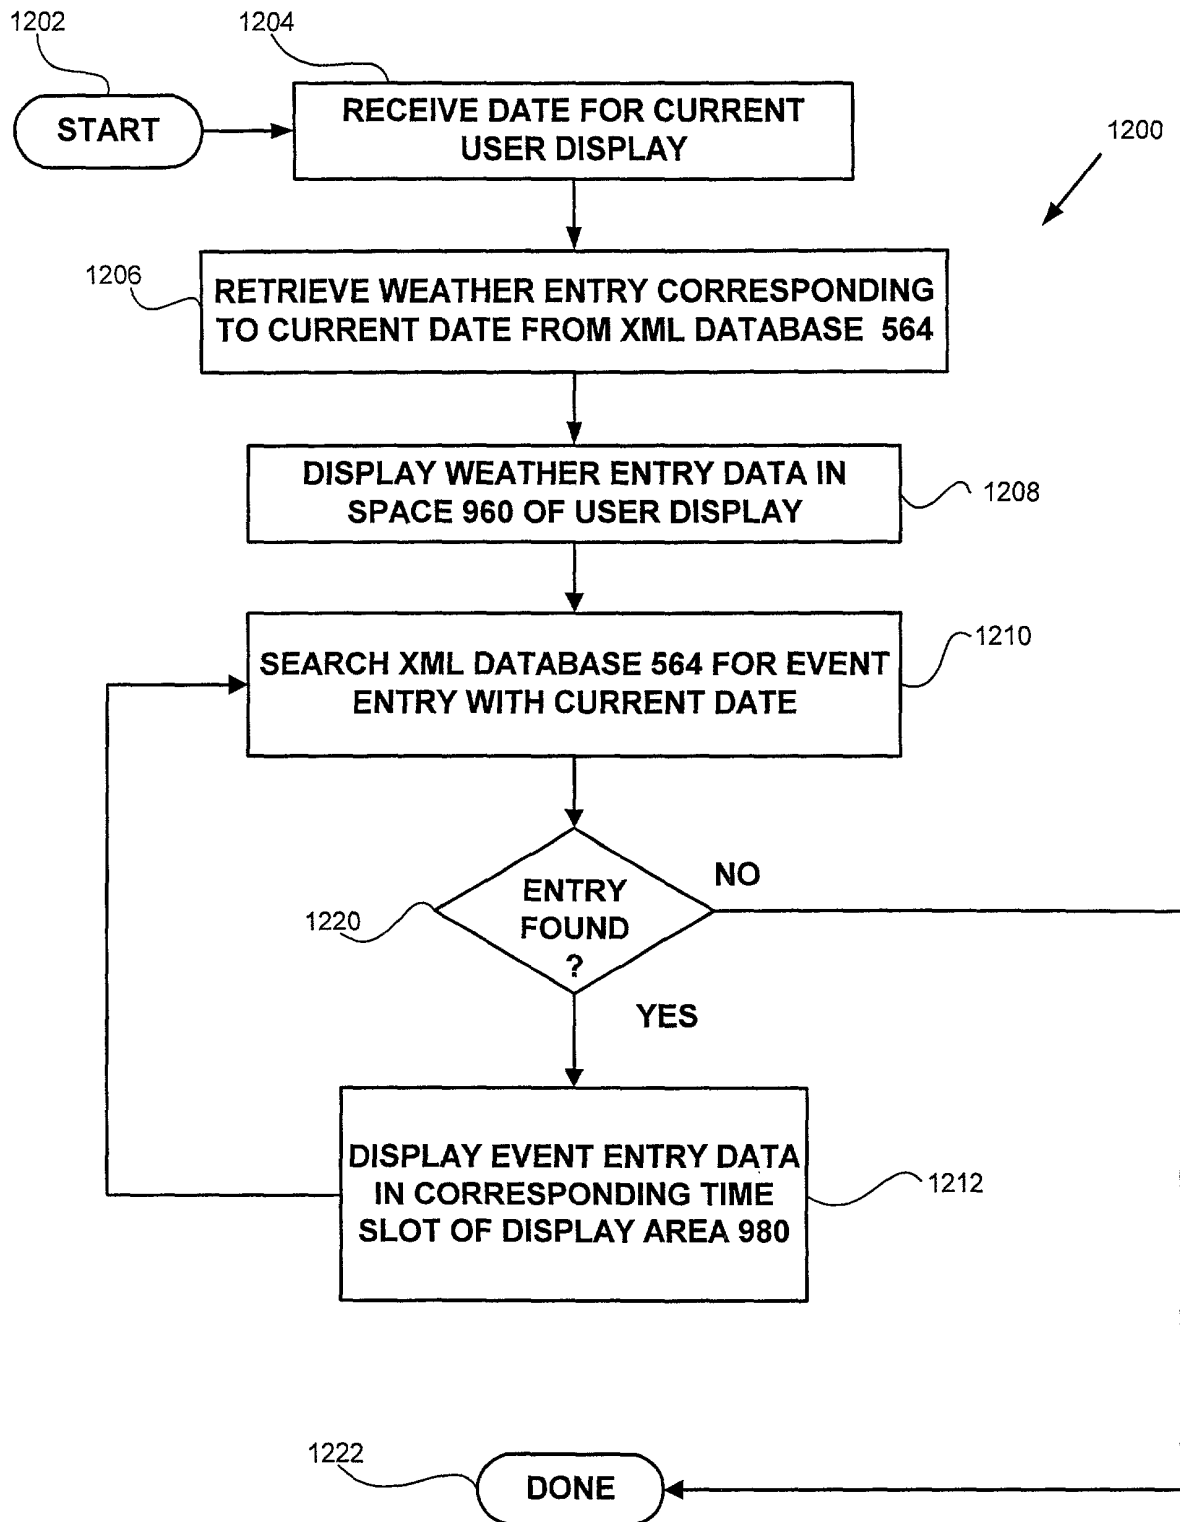 1202
1204
START
RECEIVE DATE FOR CURRENT
USER DISPLAY
1200
1206
RETRIEVE WEATHER ENTRY CORRESPONDING
TO CURRENT DATE FROM XML DATABASE 564
DISPLAY WEATHER ENTRY DATA IN
SPACE 960 OF USER DISPLAY
1208
1210
SEARCH XML DATABASE 564 FOR EVENT
ENTRY WITH CURRENT DATE
NO
ENTRY
FOUND
?
1220
YES
DISPLAY EVENT ENTRY DATA
IN CORRESPONDING TIME
SLOT OF DISPLAY AREA 980
1212
1222
DONE